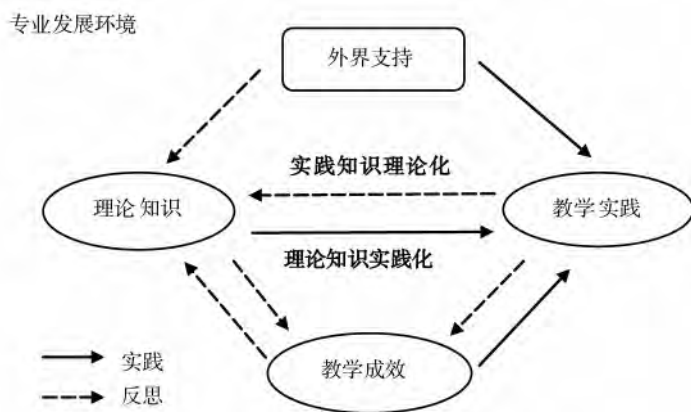 专业发展环境
外界支持
实践知识理论化
理论知识
教学实践
理论知识实践化
教学成效
实践
反思